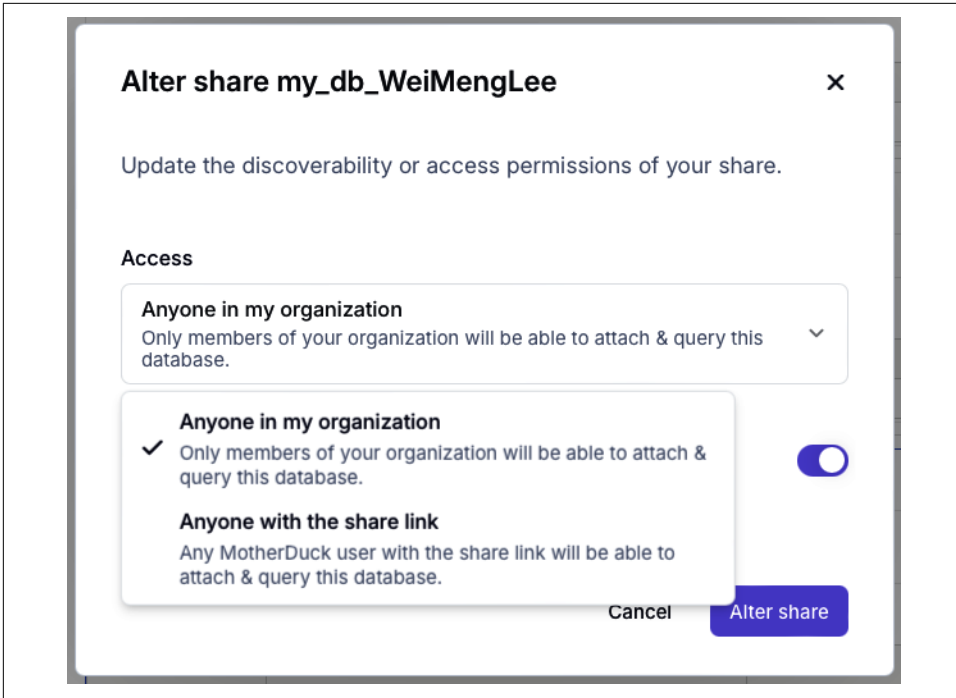 Alter share my_db_WeiMengLee
Update the discoverability or access permissions of your share.
Access
Anyone in my organization
Only members of your organization will be able to attach & query this
database.
Anyone in my organization
Only members of your organization will be able to attach &
query this database.
Anyone with the share link
Any MotherDuck user with the share link will be able to
attach & query this database.
Cancel
Alter share